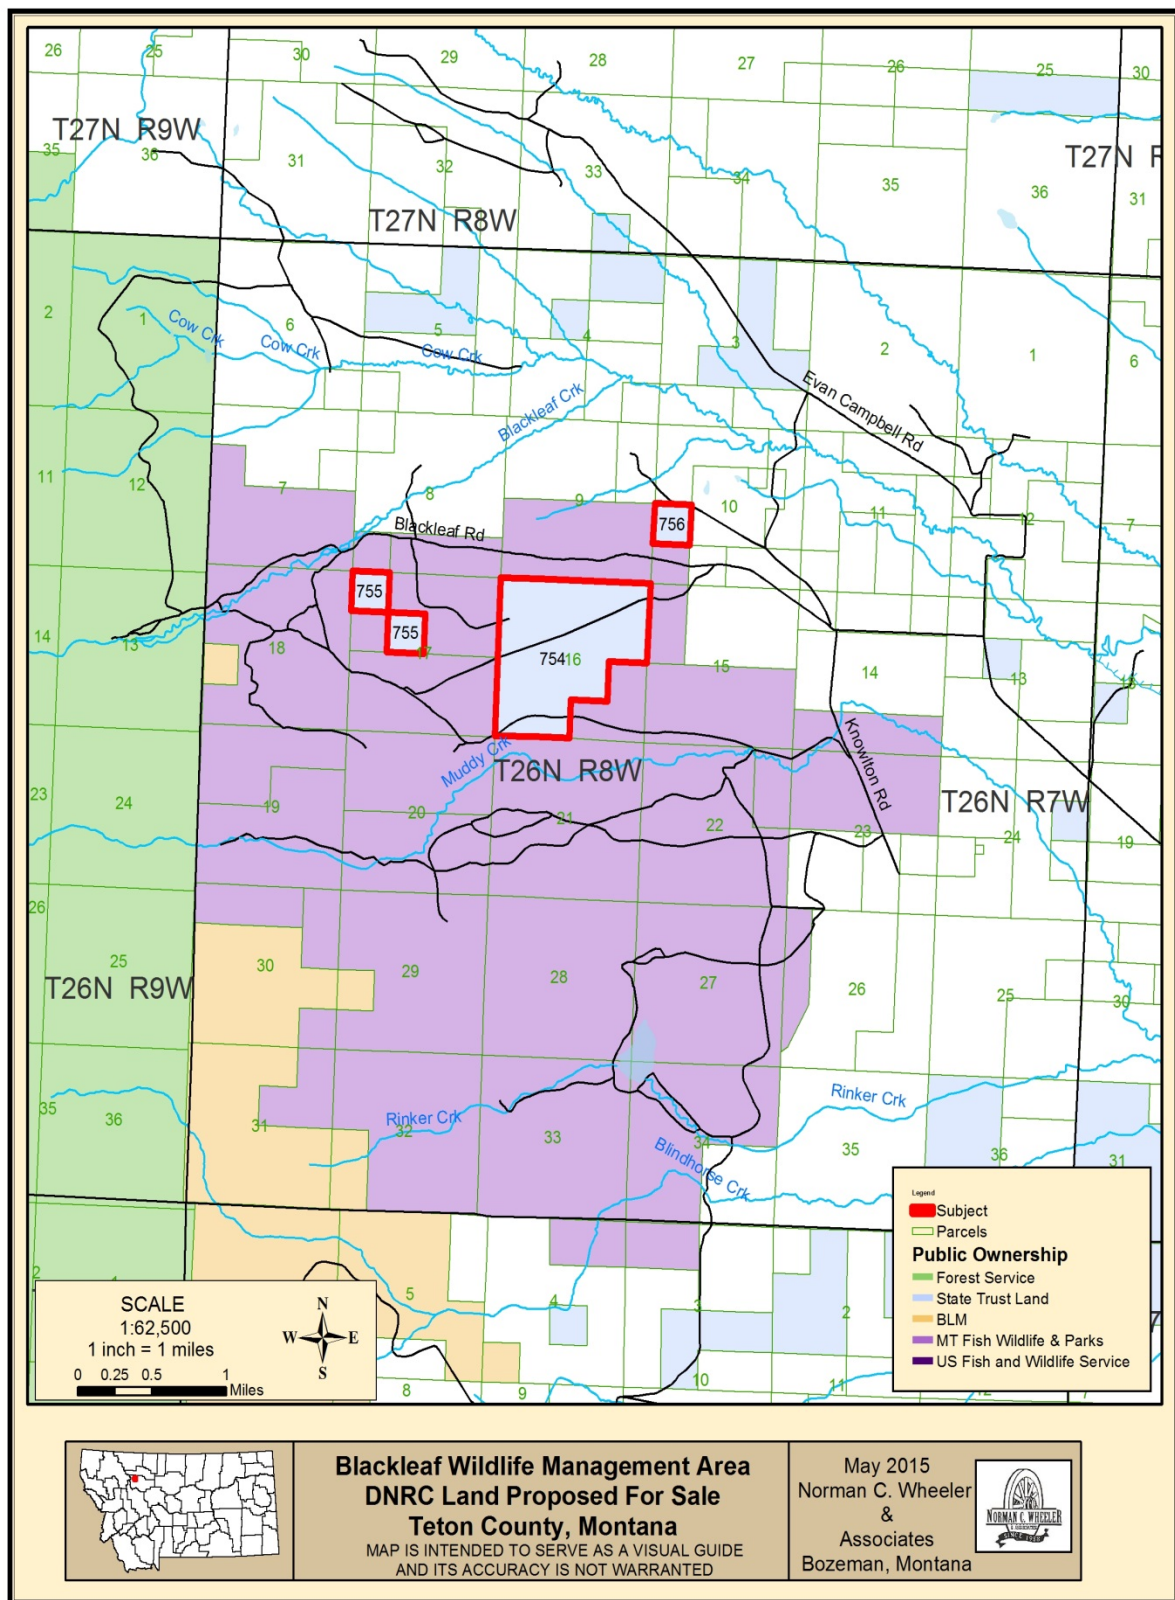 26
25
30
29
28
27
26
25
30
T27N R9W
35
36
31
32
33
34
35
36
31
T27N R
T27N R8W
2
1
6
5
4
3
2
1
6
Cow Crk
Cow Crk
Cow Crk
Blackleaf Crk
Evan Campbell Rd
11
12
7
8
9
10
11
12
7
Blackleaf Rd
756
755
755
14
13
18
17
754
16
15
14
13
18
Muddy Crk
T26N R8W
Knowlton Rd
T26N R7W
23
24
19
20
21
22
23
24
19
26
25
30
29
28
27
26
25
30
T26N R9W
35
36
31
32
33
34
35
36
31
Rinker Crk
Rinker Crk
Blindhorse Crk
5
4
3
2
8
9
10
11
12
7
Legend
Subject
Parcels
Public Ownership
Forest Service
State Trust Land
BLM
MT Fish Wildlife & Parks
US Fish and Wildlife Service
SCALE
1:62,500
1 inch = 1 miles
0 0.25 0.5 1
Miles
N
W E
S
Blackleaf Wildlife Management Area
DNRC Land Proposed For Sale
Teton County, Montana
MAP IS INTENDED TO SERVE AS A VISUAL GUIDE
AND ITS ACCURACY IS NOT WARRANTED
May 2015
Norman C. Wheeler
&
Associates
Bozeman, Montana
NORMAN C. WHEELER